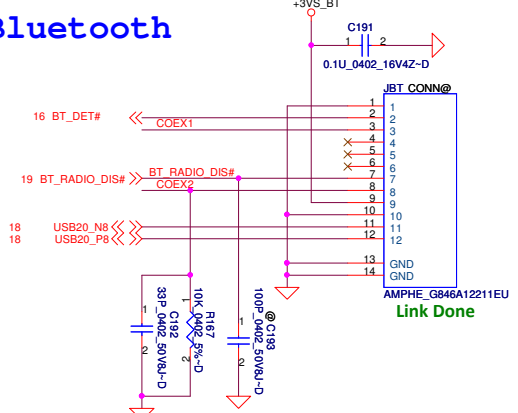 Bluetooth
+3VS_BT
C191
1 2
0.1U_0402_16V4Z~D
JBT CONN@
1 1
16 BT_DET# 2 2
COEX1 3 3
4 4
5 5
6 6
19 BT_RADIO_DIS# BT_RADIO_DIS# 7 7
COEX2 8 8
9 9
10 10
18 USB20_N8 11 11
18 USB20_P8 12 12
13 GND
14 GND
AMPHE_G846A12211EU
Link Done
1 2
33P_0402_50V8J~D
C192
1 2
10K_0402_5%~D
R167
1 2
100P_0402_50V8J~D
@ C193